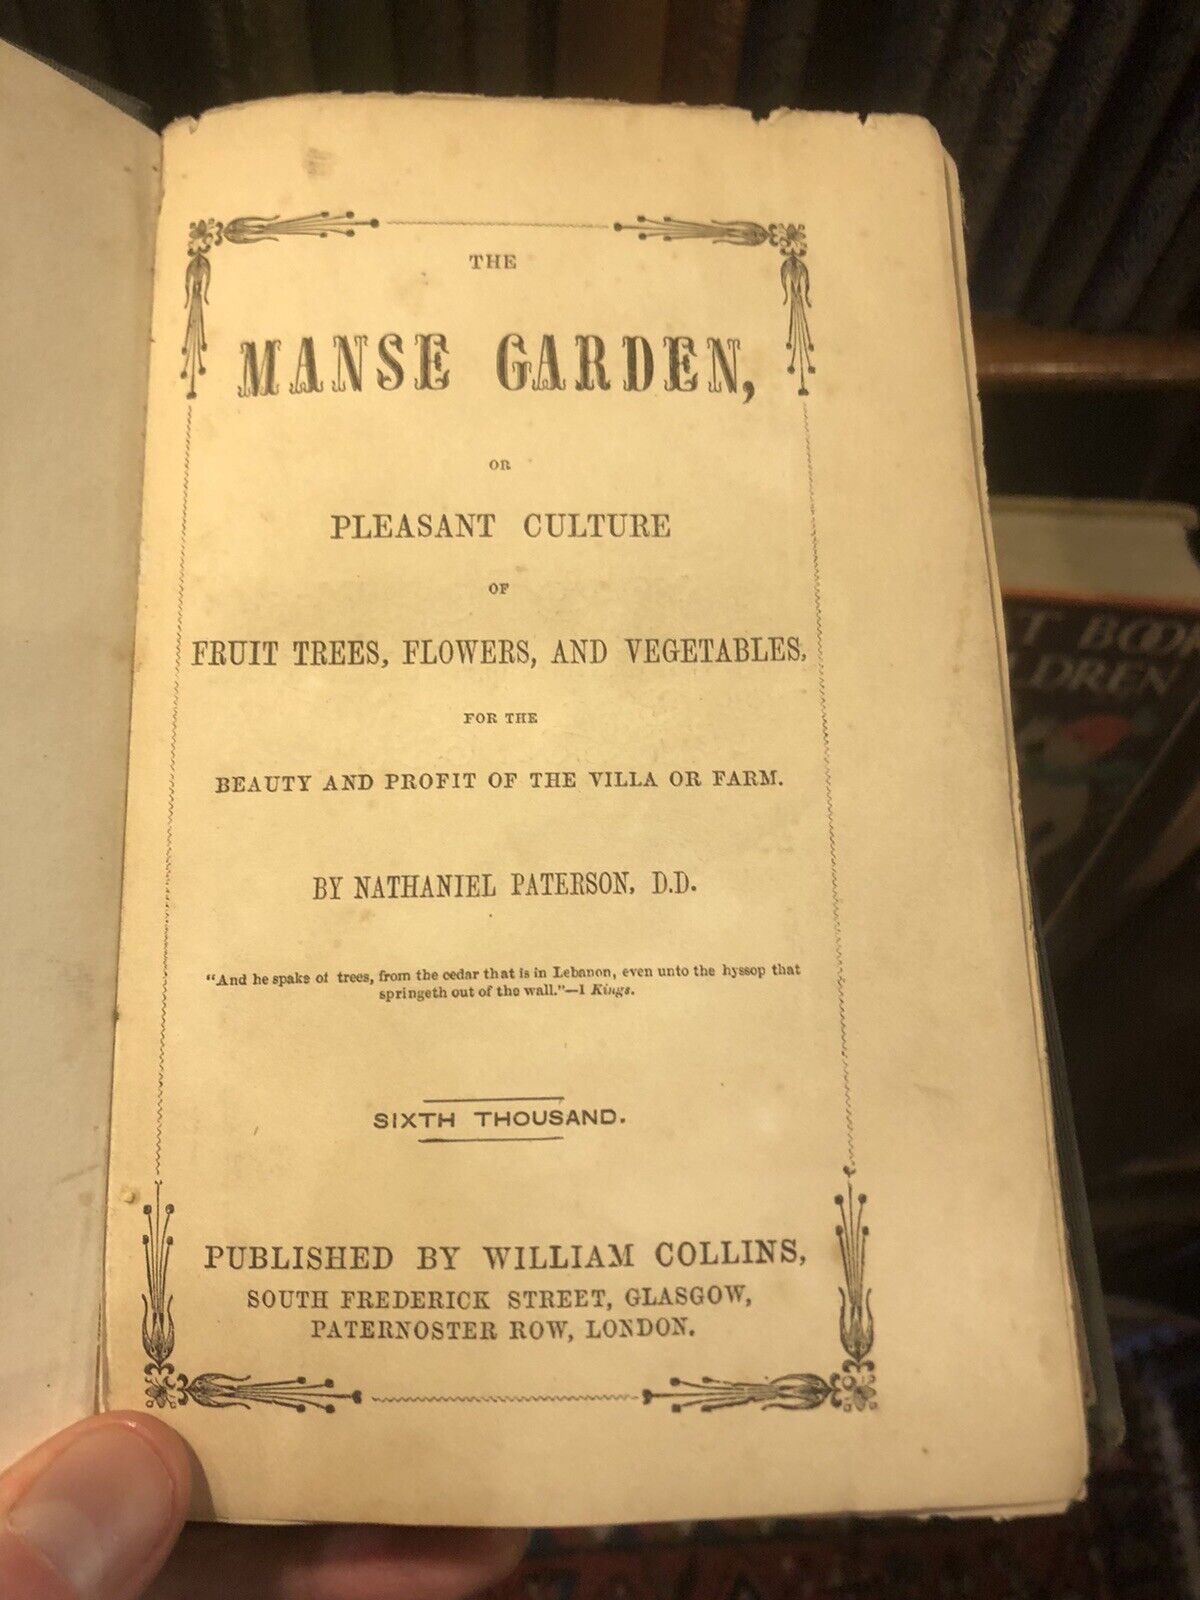 THE
MANSE GARDEN,
OR
PLEASANT CULTURE
OF
FRUIT TREES, FLOWERS, AND VEGETABLES,
FOR THE
BEAUTY AND PROFIT OF THE VILLA OR FARM.
BY NATHANIEL PATERSON, D.D.
"And he spake of trees, from the cedar that is in Lebanon, even unto the hyssop that
springeth out of the wall."—1 Kings.
SIXTH THOUSAND.
PUBLISHED BY WILLIAM COLLINS,
SOUTH FREDERICK STREET, GLASGOW,
PATERNOSTER ROW, LONDON.